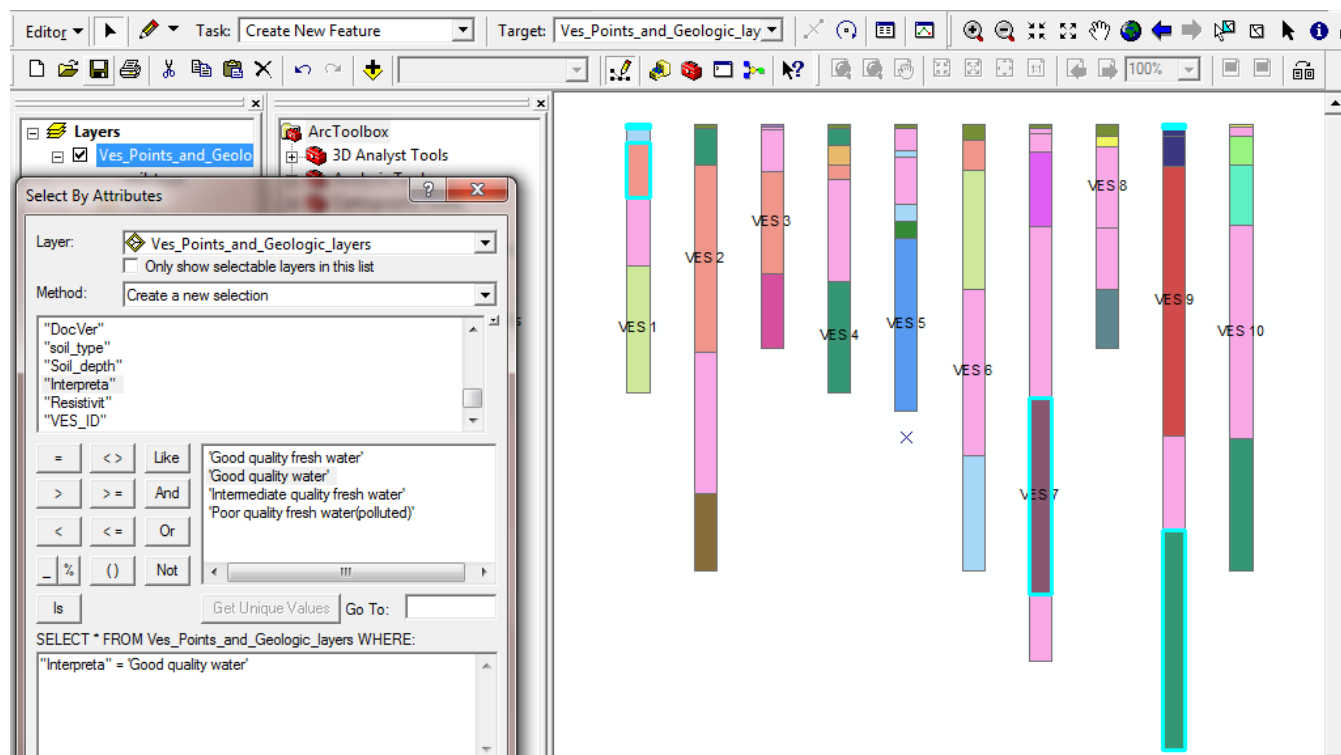 Editor Task: Create New Feature Target: Ves_Points_and_Geologic_lay
100%
Layers
Ves_Points_and_Geolo
ArcToolbox
3D Analyst Tools
Select By Attributes
Layer: Ves_Points_and_Geologic_layers
Only show selectable layers in this list
Method: Create a new selection
"DocVer"
"soil_type"
"Soil_depth"
"Interpreta"
"Resistivit"
"VES_ID"
= < > Like
> > = And
< < = Or
_ % () Not
Is
'Good quality fresh water'
'Good quality water'
'Intermediate quality fresh water'
'Poor quality fresh water(polluted)'
Get Unique Values Go To:
SELECT * FROM Ves_Points_and_Geologic_layers WHERE:
"Interpreta" = 'Good quality water'
VES 1
VES 2
VES 3
VES 4
VES 5
VES 6
VES 7
VES 8
VES 9
VES 10